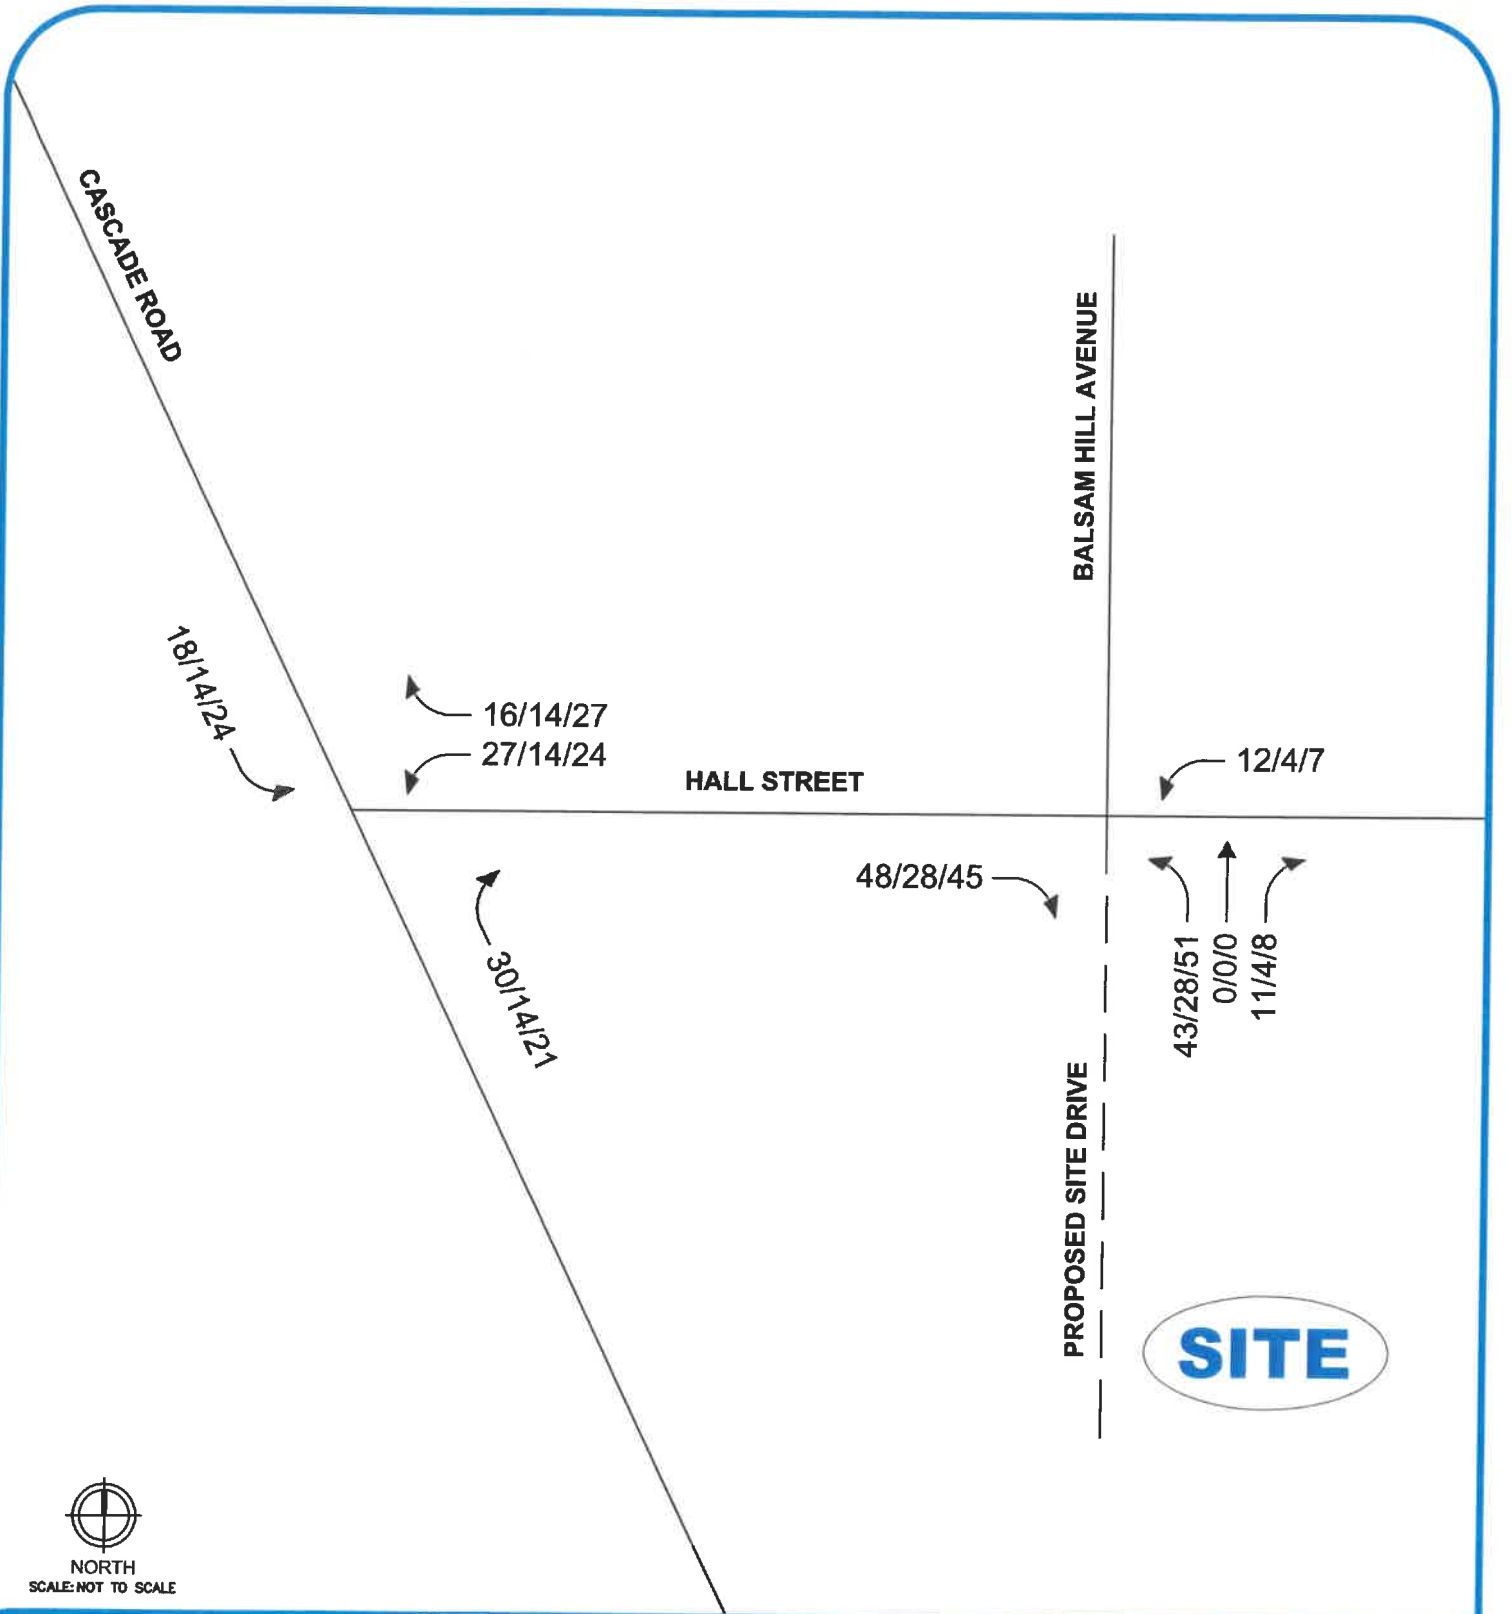 CASCADE ROAD
BALSAM HILL AVENUE
18/14/24
16/14/27
27/14/24
HALL STREET
12/4/7
48/28/45
30/14/21
43/28/51
0/0/0
11/4/8
PROPOSED SITE DRIVE
SITE
NORTH
SCALE: NOT TO SCALE